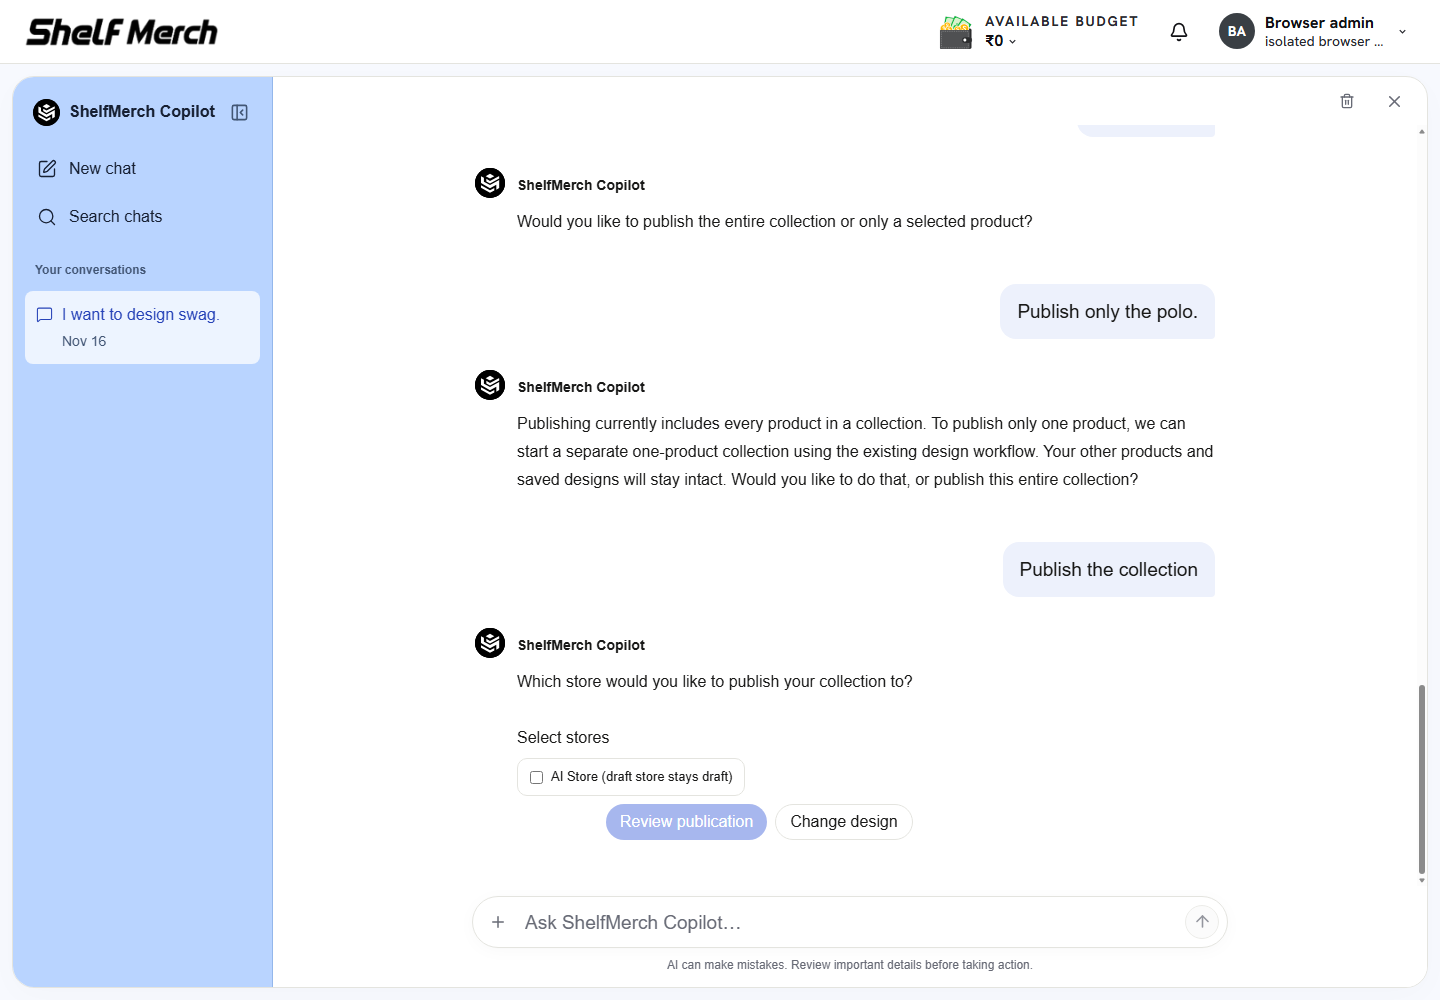 Shelf Merch
AVAILABLE BUDGET
₹0
BA
Browser admin
isolated browser ...
ShelfMerch Copilot
New chat
Search chats
Your conversations
I want to design swag.
Nov 16
ShelfMerch Copilot
Would you like to publish the entire collection or only a selected product?
Publish only the polo.
ShelfMerch Copilot
Publishing currently includes every product in a collection. To publish only one product, we can
start a separate one-product collection using the existing design workflow. Your other products and
saved designs will stay intact. Would you like to do that, or publish this entire collection?
Publish the collection
ShelfMerch Copilot
Which store would you like to publish your collection to?
Select stores
AI Store (draft store stays draft)
Review publication
Change design
Ask ShelfMerch Copilot…
AI can make mistakes. Review important details before taking action.